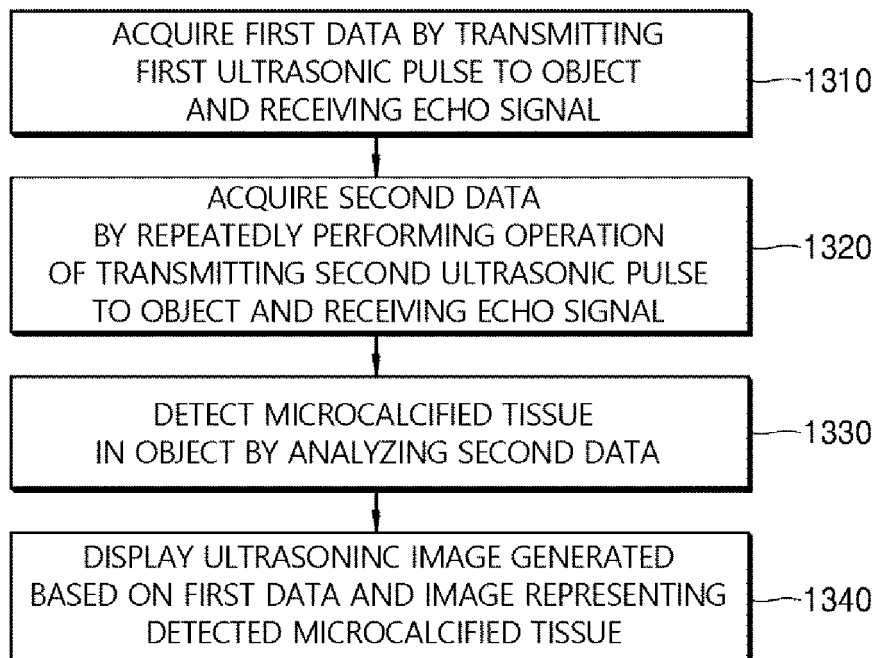 ACQUIRE FIRST DATA BY TRANSMITTING
FIRST ULTRASONIC PULSE TO OBJECT
AND RECEIVING ECHO SIGNAL
1310
ACQUIRE SECOND DATA
BY REPEATEDLY PERFORMING OPERATION
OF TRANSMITTING SECOND ULTRASONIC PULSE
TO OBJECT AND RECEIVING ECHO SIGNAL
1320
DETECT MICROCALCIFIED TISSUE
IN OBJECT BY ANALYZING SECOND DATA
1330
DISPLAY ULTRASONINC IMAGE GENERATED
BASED ON FIRST DATA AND IMAGE REPRESENTING
DETECTED MICROCALCIFIED TISSUE
1340